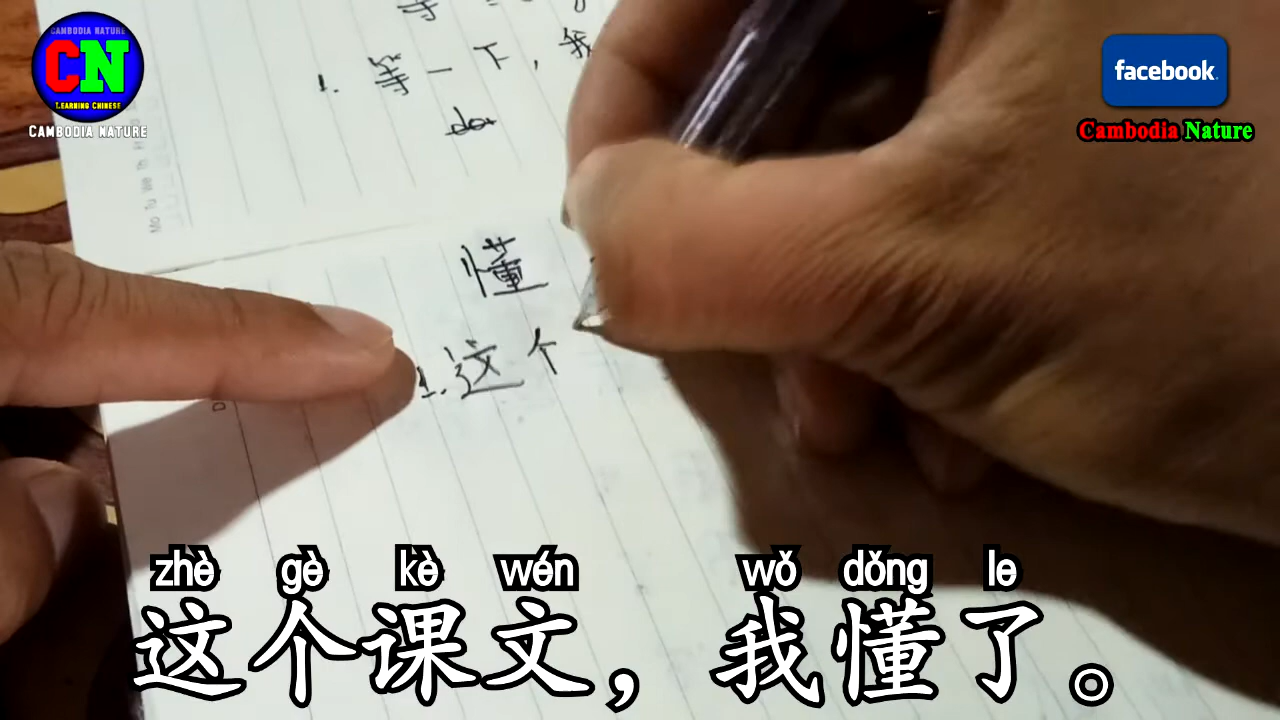 CAMBODIA NATURE
CN
Learning Chinese
CAMBODIA NATURE
facebook
Cambodia Nature
1. 等一下，我
懂
1. 这个
zhè gè kè wén wǒ dǒng le
这个课文，我懂了。